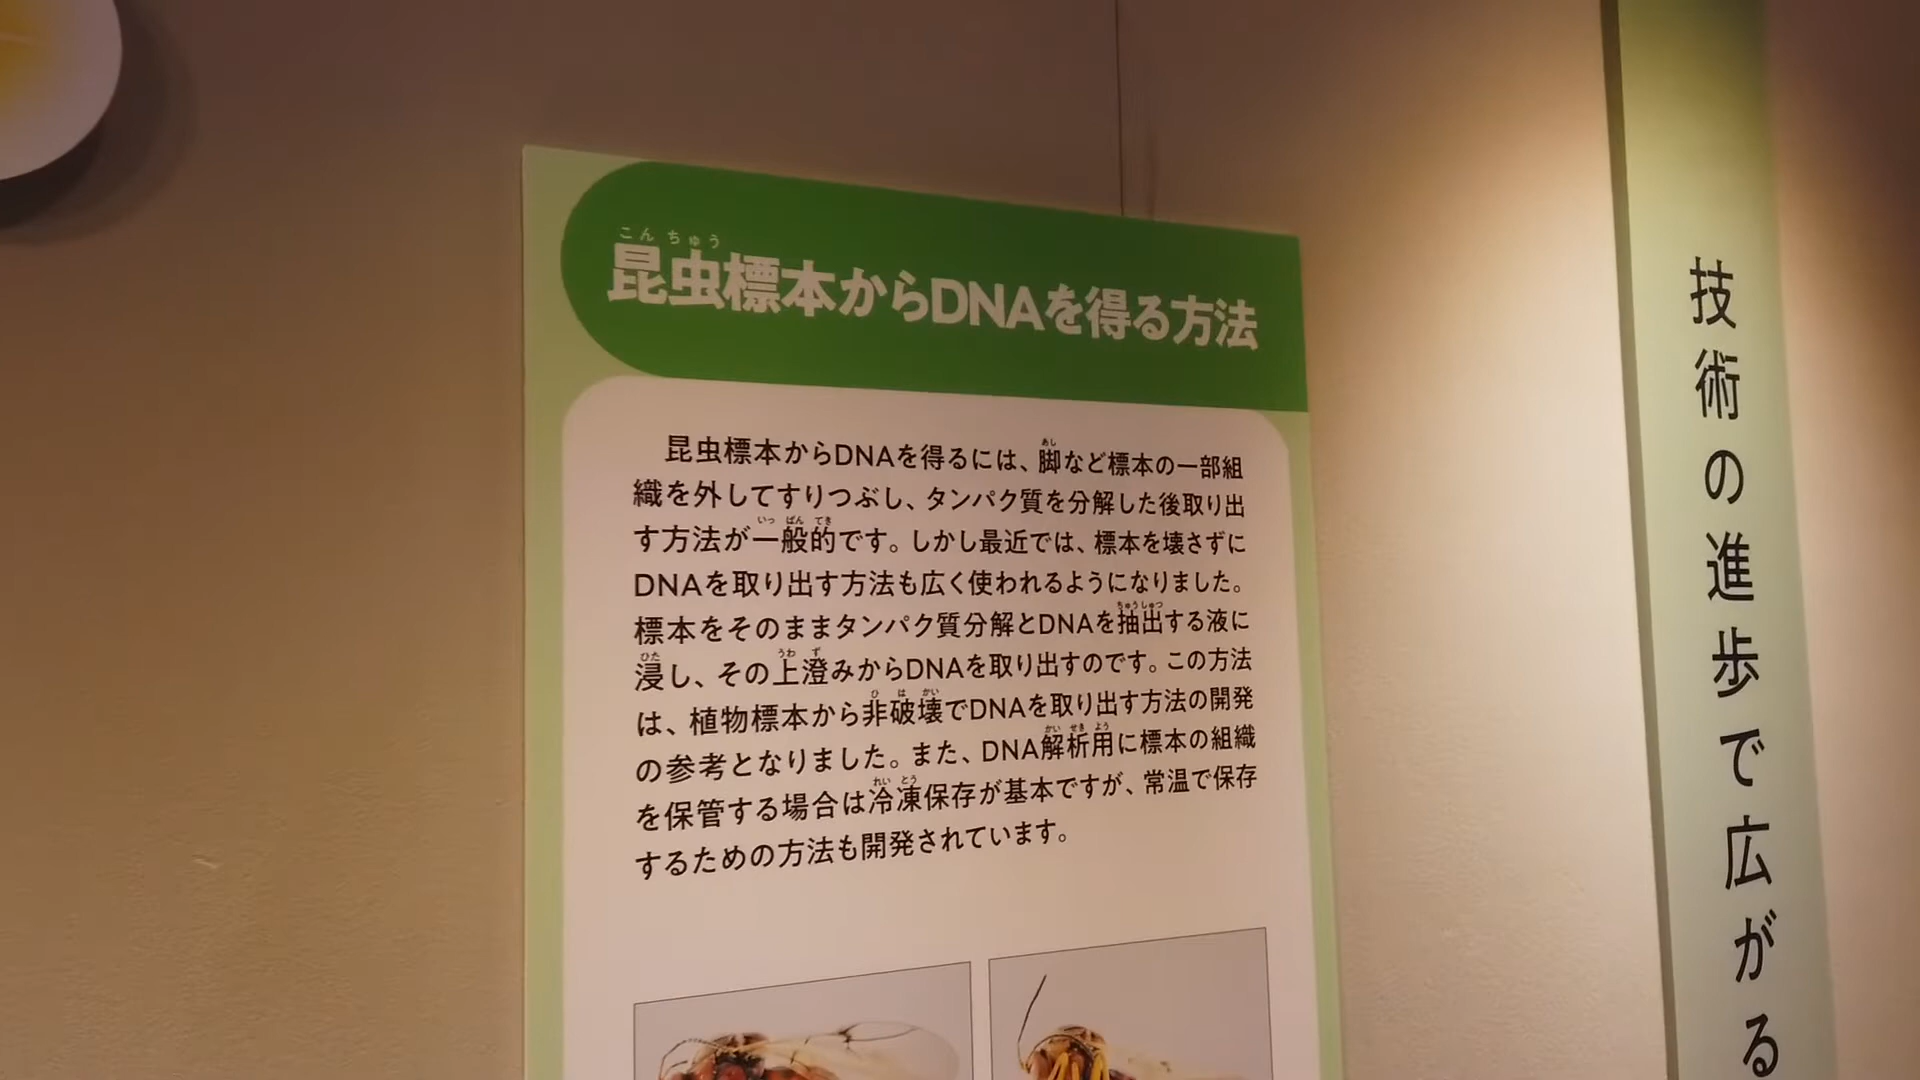 こんちゅう
昆虫標本からDNAを得る方法
昆虫標本からDNAを得るには、脚など標本の一部組
織を外してすりつぶし、タンパク質を分解した後取り出
す方法が一般的です。しかし最近では、標本を壊さずに
DNAを取り出す方法も広く使われるようになりました。
標本をそのままタンパク質分解とDNAを抽出する液に
浸し、その上澄みからDNAを取り出すのです。この方法
は、植物標本から非破壊でDNAを取り出す方法の開発
の参考となりました。また、DNA解析用に標本の組織
を保管する場合は冷凍保存が基本ですが、常温で保存
するための方法も開発されています。
技術の進歩で広がる